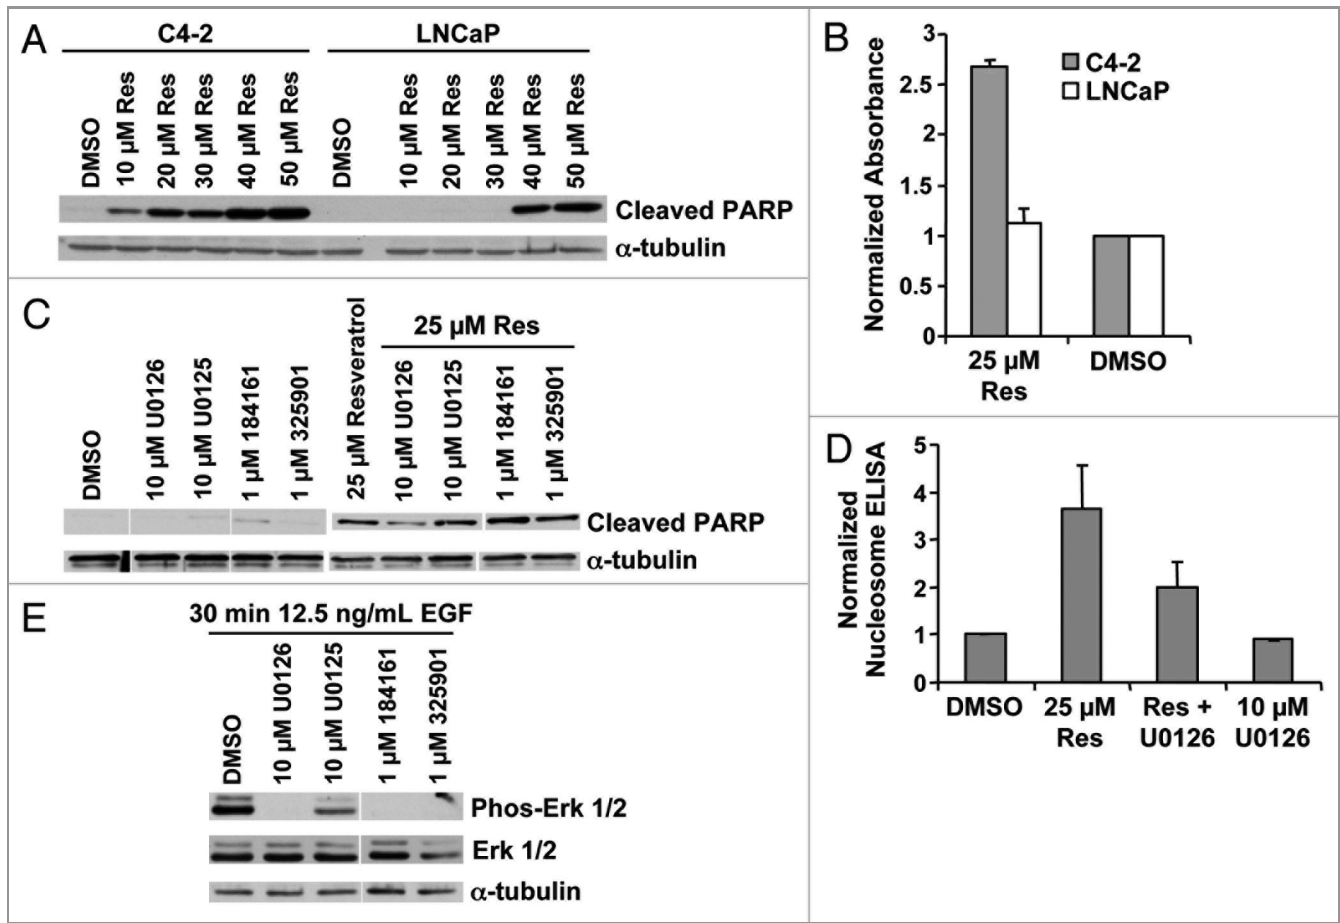 A
C4-2
LNCaP
DMSO
10 µM Res
20 µM Res
30 µM Res
40 µM Res
50 µM Res
DMSO
10 µM Res
20 µM Res
30 µM Res
40 µM Res
50 µM Res
Cleaved PARP
α-tubulin
B
Normalized Absorbance
3
2.5
2
1.5
1
0.5
0
C4-2
LNCaP
25 µM
Res
DMSO
C
25 µM Res
DMSO
10 µM U0126
10 µM U0125
1 µM 184161
1 µM 325901
25 µM Resveratrol
10 µM U0126
10 µM U0125
1 µM 184161
1 µM 325901
Cleaved PARP
α-tubulin
D
Normalized
Nucleosome ELISA
5
4
3
2
1
0
DMSO
25 µM
Res
Res +
U0126
10 µM
U0126
E
30 min 12.5 ng/mL EGF
DMSO
10 µM U0126
10 µM U0125
1 µM 184161
1 µM 325901
Phos-Erk 1/2
Erk 1/2
α-tubulin